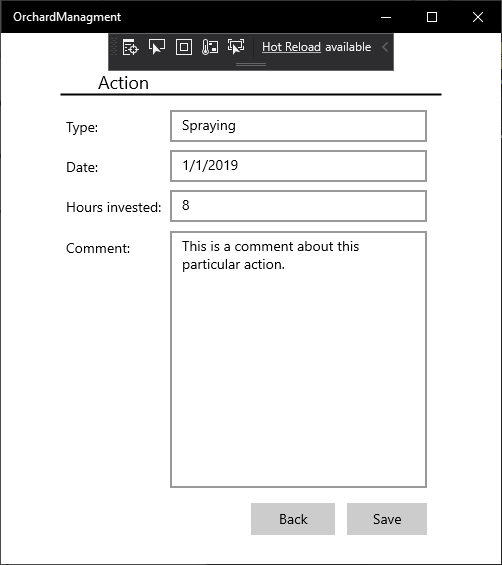 OrchardManagment
Hot Reload available
Action
Type:
Spraying
Date:
1/1/2019
Hours invested:
8
Comment:
This is a comment about this
particular action.
Back
Save